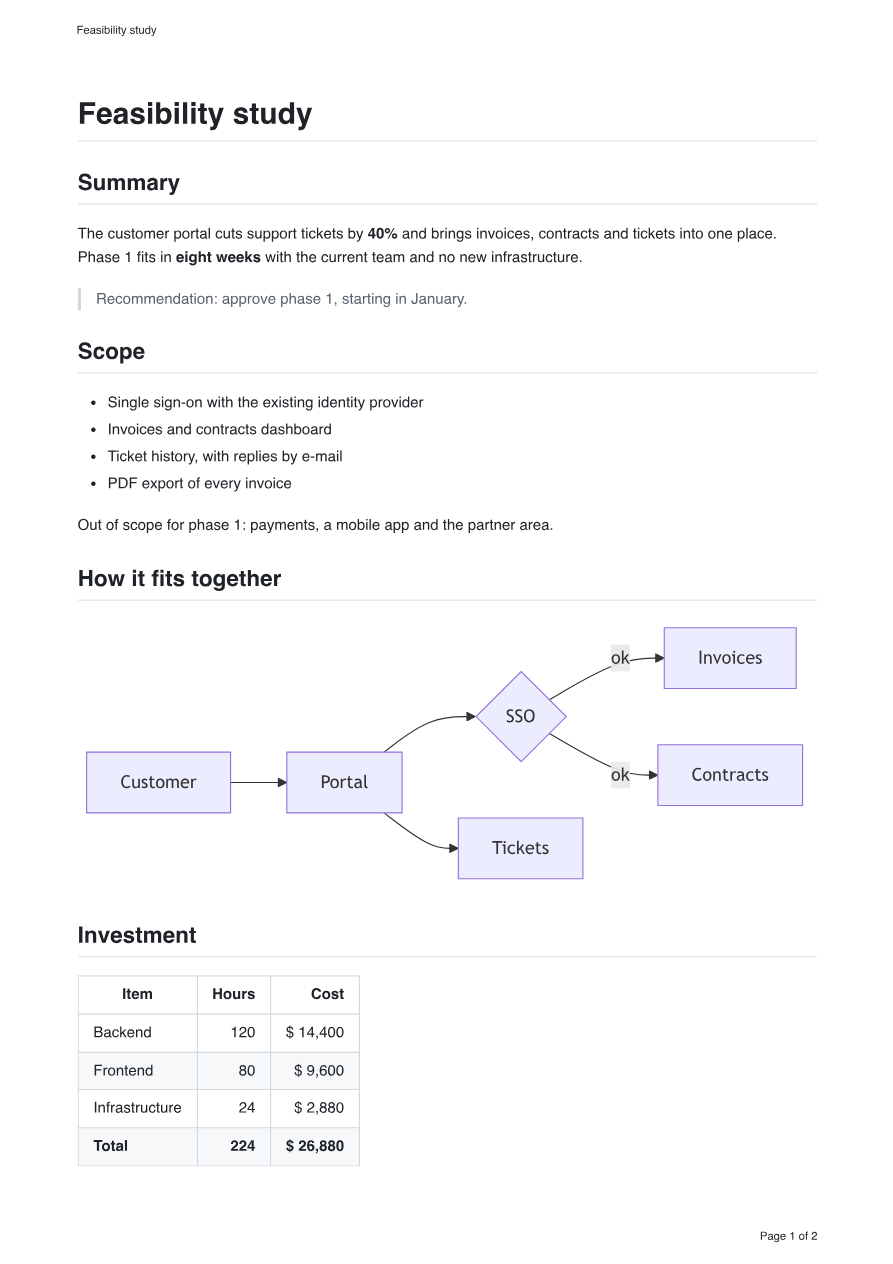 Feasibility study
Feasibility study
Summary
The customer portal cuts support tickets by 40% and brings invoices, contracts and tickets into one place.
Phase 1 fits in eight weeks with the current team and no new infrastructure.
Recommendation: approve phase 1, starting in January.
Scope
• Single sign-on with the existing identity provider
• Invoices and contracts dashboard
• Ticket history, with replies by e-mail
• PDF export of every invoice
Out of scope for phase 1: payments, a mobile app and the partner area.
How it fits together
Customer
Portal
SSO
ok
Invoices
ok
Contracts
Tickets
Investment
Item Hours Cost
Backend 120 $ 14,400
Frontend 80 $ 9,600
Infrastructure 24 $ 2,880
Total 224 $ 26,880
Page 1 of 2